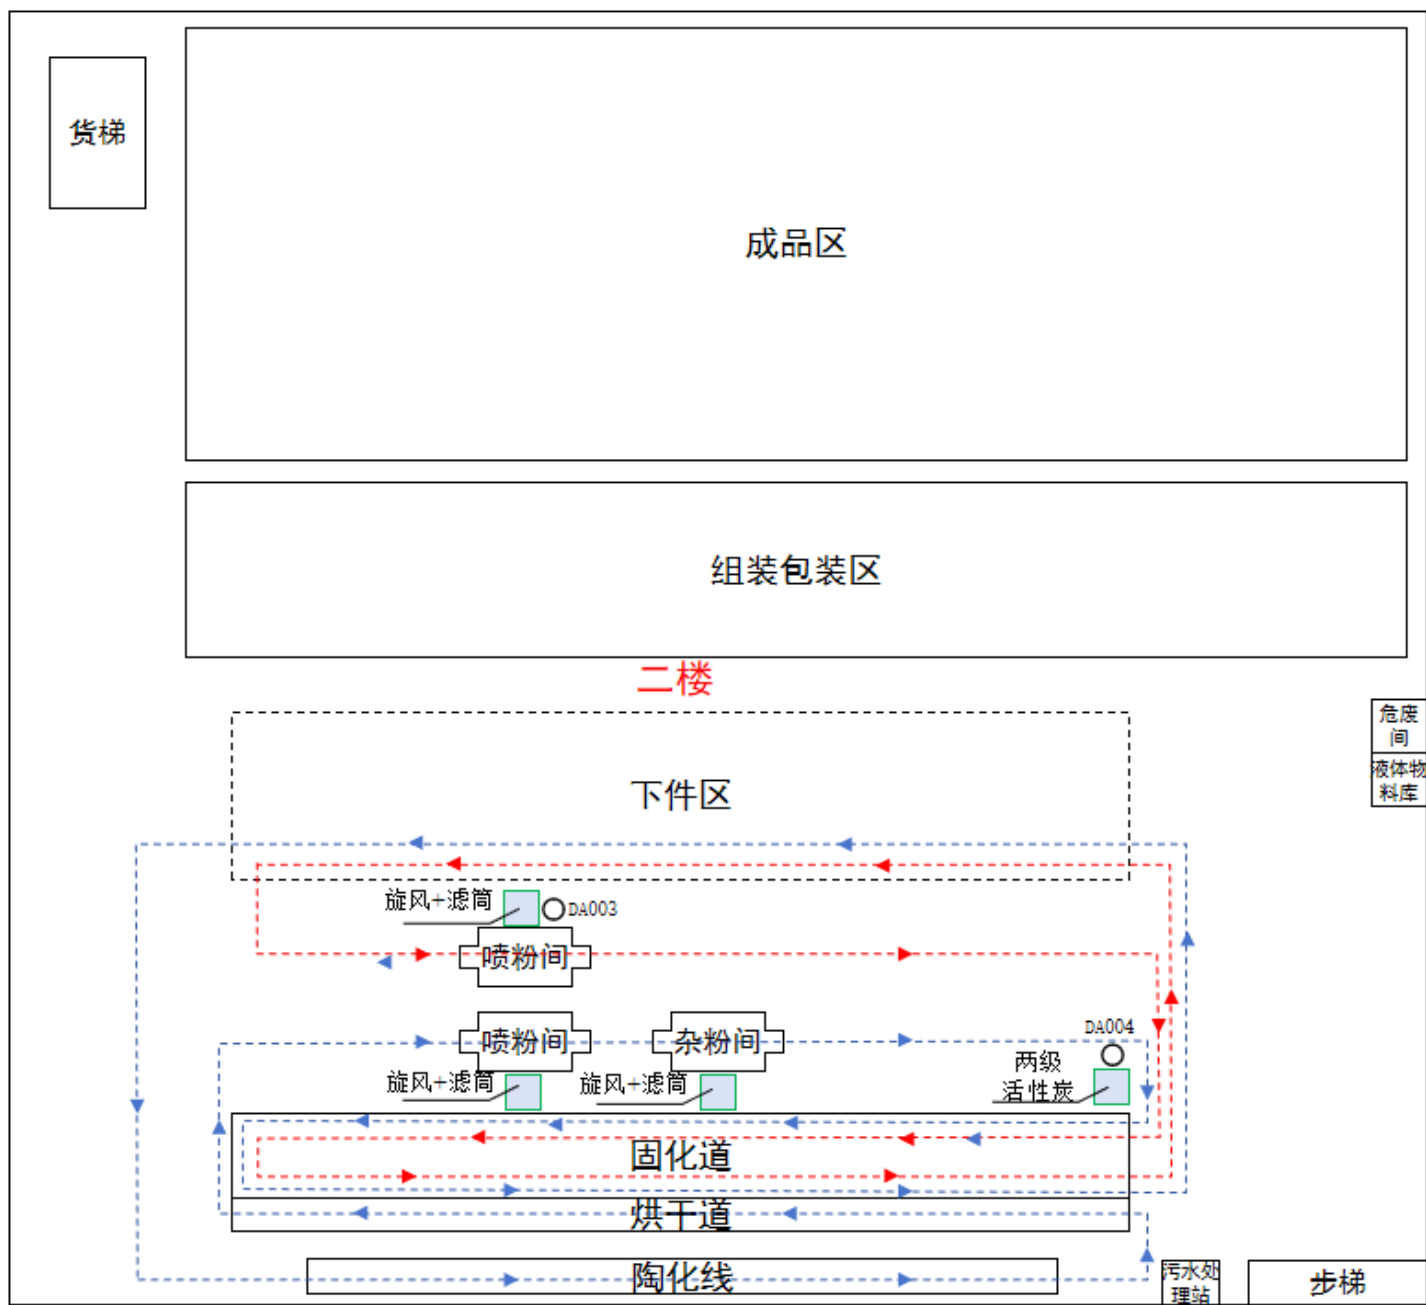 货梯
成品区
组装包装区
二楼
危废
间
液体物
料库
下件区
旋风+滤筒
DA003
喷粉间
DA004
喷粉间
杂粉间
两级
活性炭
旋风+滤筒
旋风+滤筒
固化道
烘干道
陶化线
污水处
理站
步梯